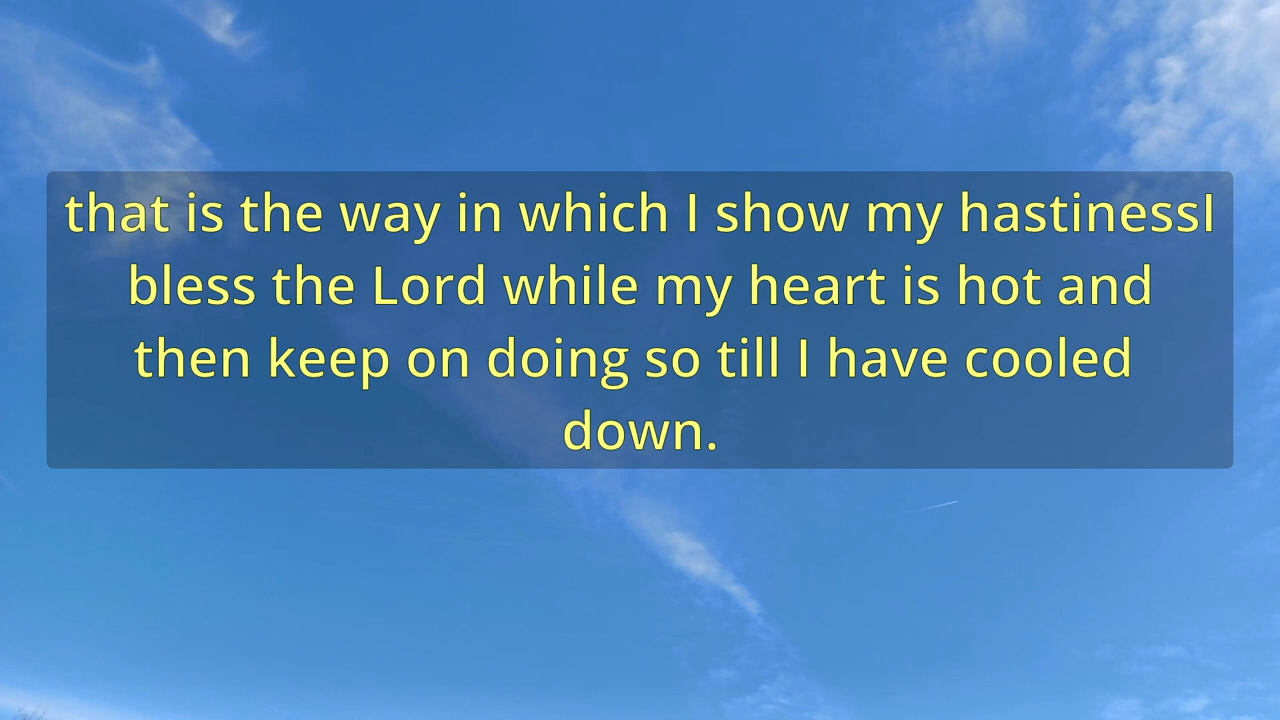 that is the way in which I show my hastinessI
bless the Lord while my heart is hot and
then keep on doing so till I have cooled
down.